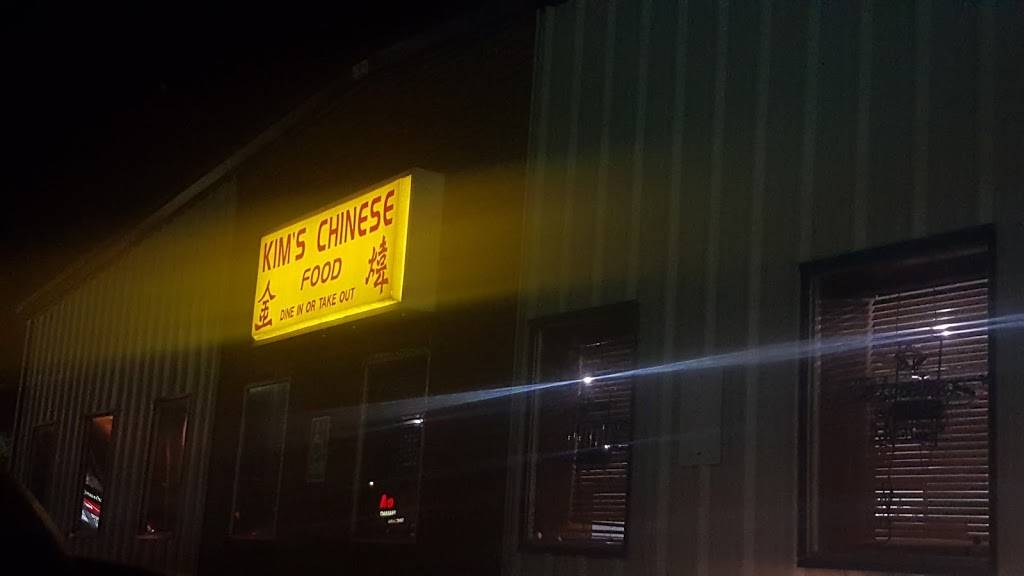 KIM'S CHINESE
FOOD
金 煒
DINE IN OR TAKE OUT